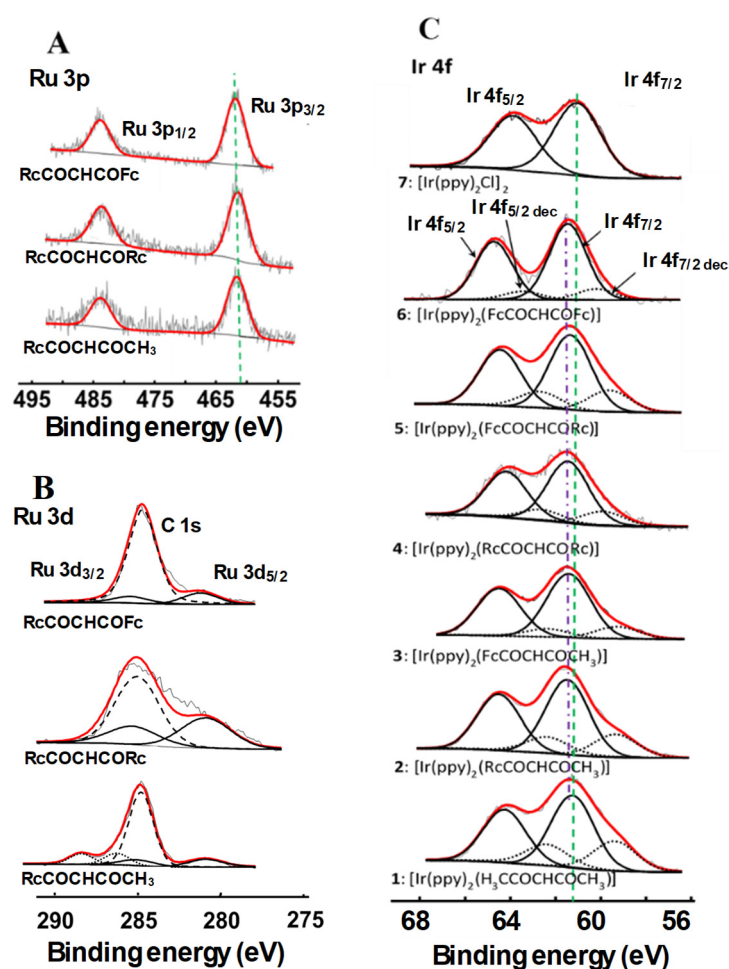 A
Ru 3p
Ru 3p1/2
Ru 3p3/2
RcCOCHCOFc
RcCOCHCORc
RcCOCHCOCH3
495 485 475 465 455
Binding energy (eV)
B
Ru 3d
C 1s
Ru 3d3/2
Ru 3d5/2
RcCOCHCOFc
RcCOCHCORc
RcCOCHCOCH3
290 285 280 275
Binding energy (eV)
C
Ir 4f
Ir 4f5/2
Ir 4f7/2
7: [Ir(ppy)2Cl]2
Ir 4f5/2
Ir 4f5/2 dec
Ir 4f7/2
Ir 4f7/2 dec
6: [Ir(ppy)2(FcCOCHCOFc)]
5: [Ir(ppy)2(FcCOCHCORc)]
4: [Ir(ppy)2(RcCOCHCORc)]
3: [Ir(ppy)2(FcCOCHCOCH3)]
2: [Ir(ppy)2(RcCOCHCOCH3)]
1: [Ir(ppy)2(H3CCOCHCOCH3)]
68 64 60 56
Binding energy (eV)